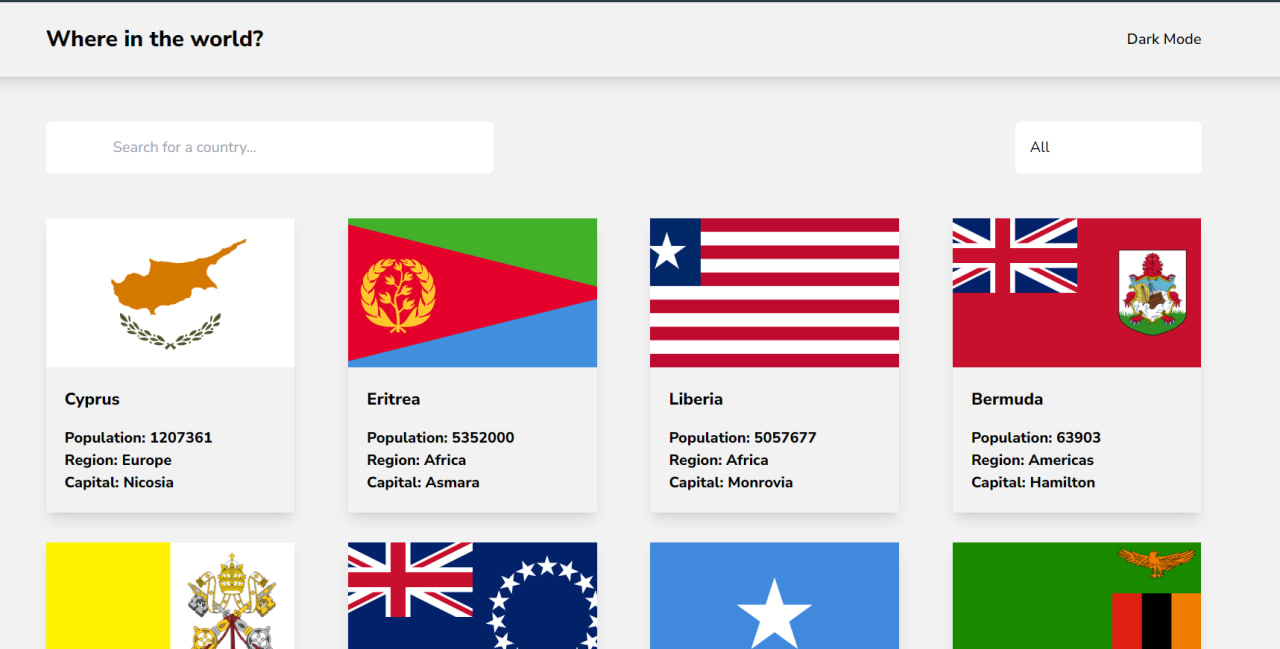 Where in the world?
Dark Mode
Search for a country...
All
Cyprus
Population: 1207361
Region: Europe
Capital: Nicosia
Eritrea
Population: 5352000
Region: Africa
Capital: Asmara
Liberia
Population: 5057677
Region: Africa
Capital: Monrovia
Bermuda
Population: 63903
Region: Americas
Capital: Hamilton